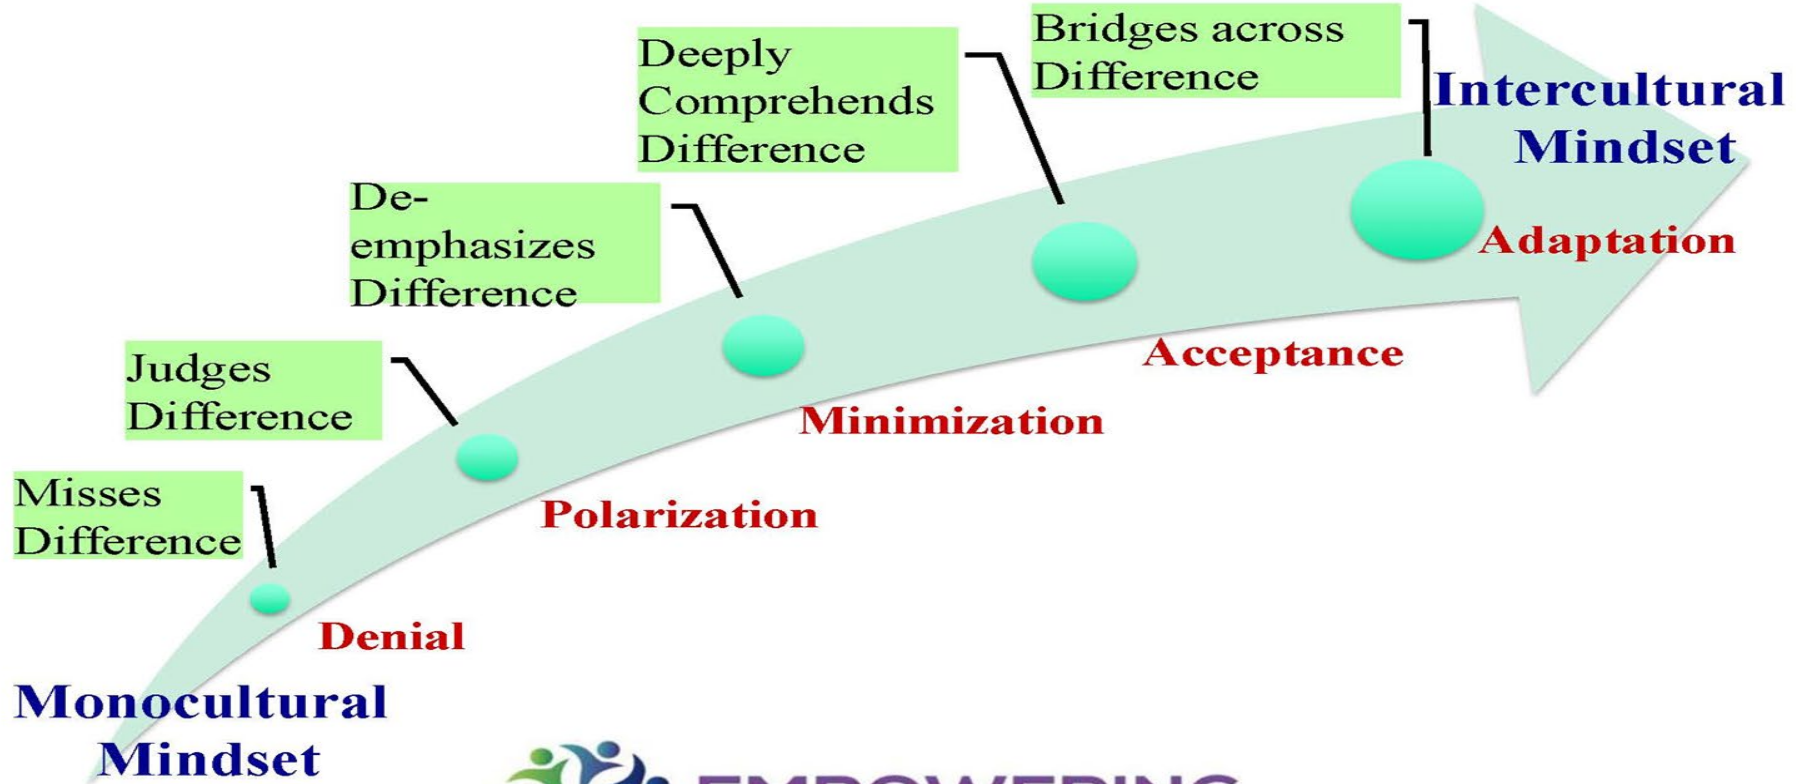 Bridges across
Difference
Deeply
Comprehends
Difference
Intercultural
Mindset
De-
emphasizes
Difference
Adaptation
Judges
Difference
Acceptance
Minimization
Misses
Difference
Polarization
Denial
Monocultural
Mindset
EMPOWERING